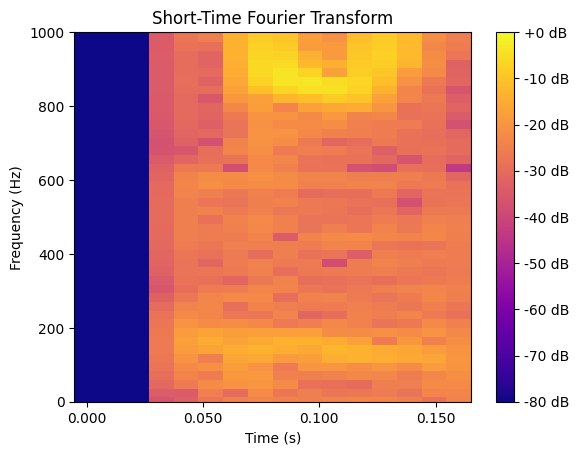 Short-Time Fourier Transform
1000
800
600
400
200
0
Frequency (Hz)
0.000
0.050
0.100
0.150
Time (s)
+0 dB
-10 dB
-20 dB
-30 dB
-40 dB
-50 dB
-60 dB
-70 dB
-80 dB